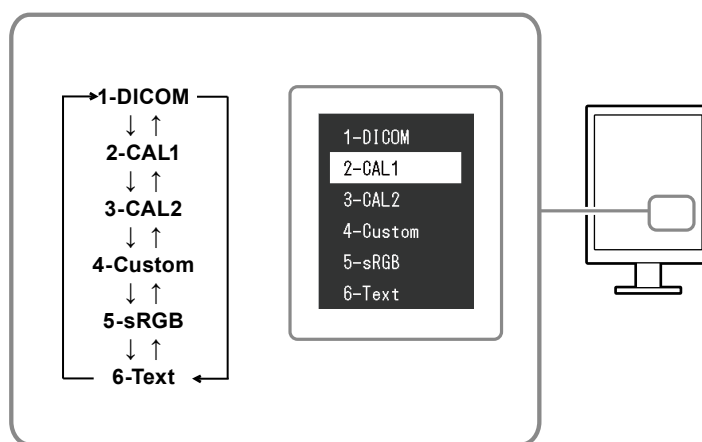 1-DICOM
↓ ↑
2-CAL1
↓ ↑
3-CAL2
↓ ↑
4-Custom
↓ ↑
5-sRGB
↓ ↑
6-Text
1-DICOM
2-CAL1
3-CAL2
4-Custom
5-sRGB
6-Text